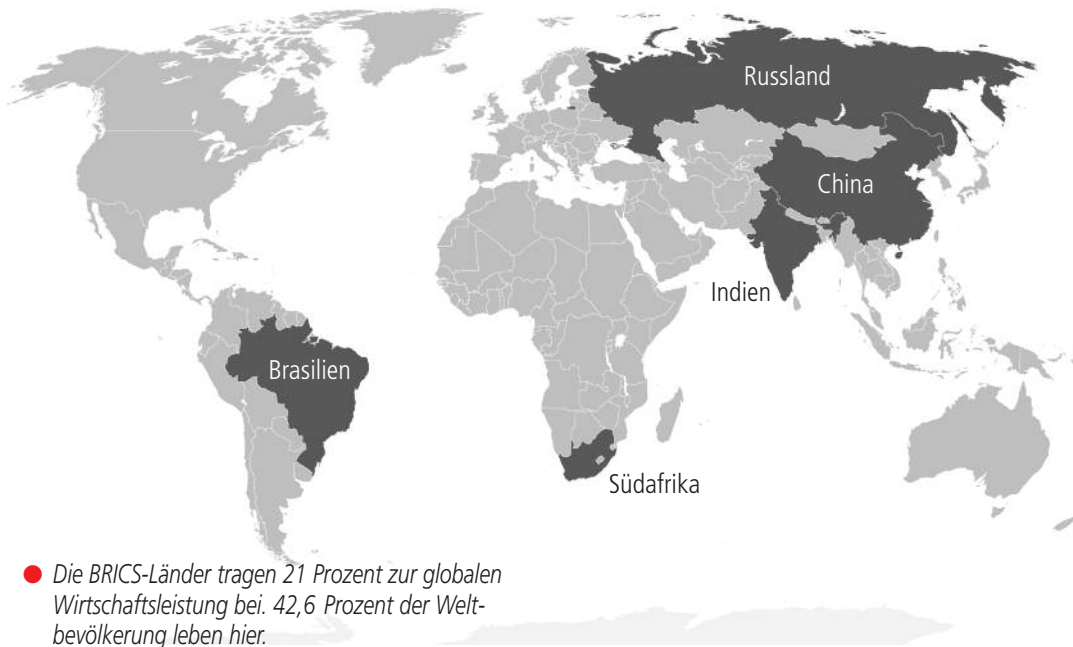 Russland
China
Indien
Brasilien
Südafrika
Die BRICS-Länder tragen 21 Prozent zur globalen
Wirtschaftsleistung bei. 42,6 Prozent der Welt-
bevölkerung leben hier.